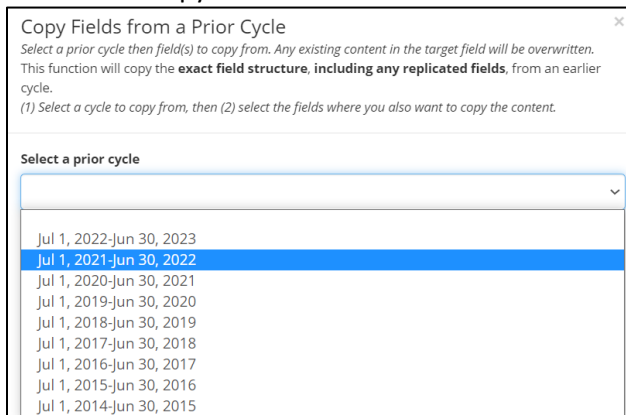 Copy Fields from a Prior Cycle
×
Select a prior cycle then field(s) to copy from. Any existing content in the target field will be overwritten.
This function will copy the exact field structure, including any replicated fields, from an earlier
cycle.
(1) Select a cycle to copy from, then (2) select the fields where you also want to copy the content.
Select a prior cycle
Jul 1, 2022-Jun 30, 2023
Jul 1, 2021-Jun 30, 2022
Jul 1, 2020-Jun 30, 2021
Jul 1, 2019-Jun 30, 2020
Jul 1, 2018-Jun 30, 2019
Jul 1, 2017-Jun 30, 2018
Jul 1, 2016-Jun 30, 2017
Jul 1, 2015-Jun 30, 2016
Jul 1, 2014-Jun 30, 2015